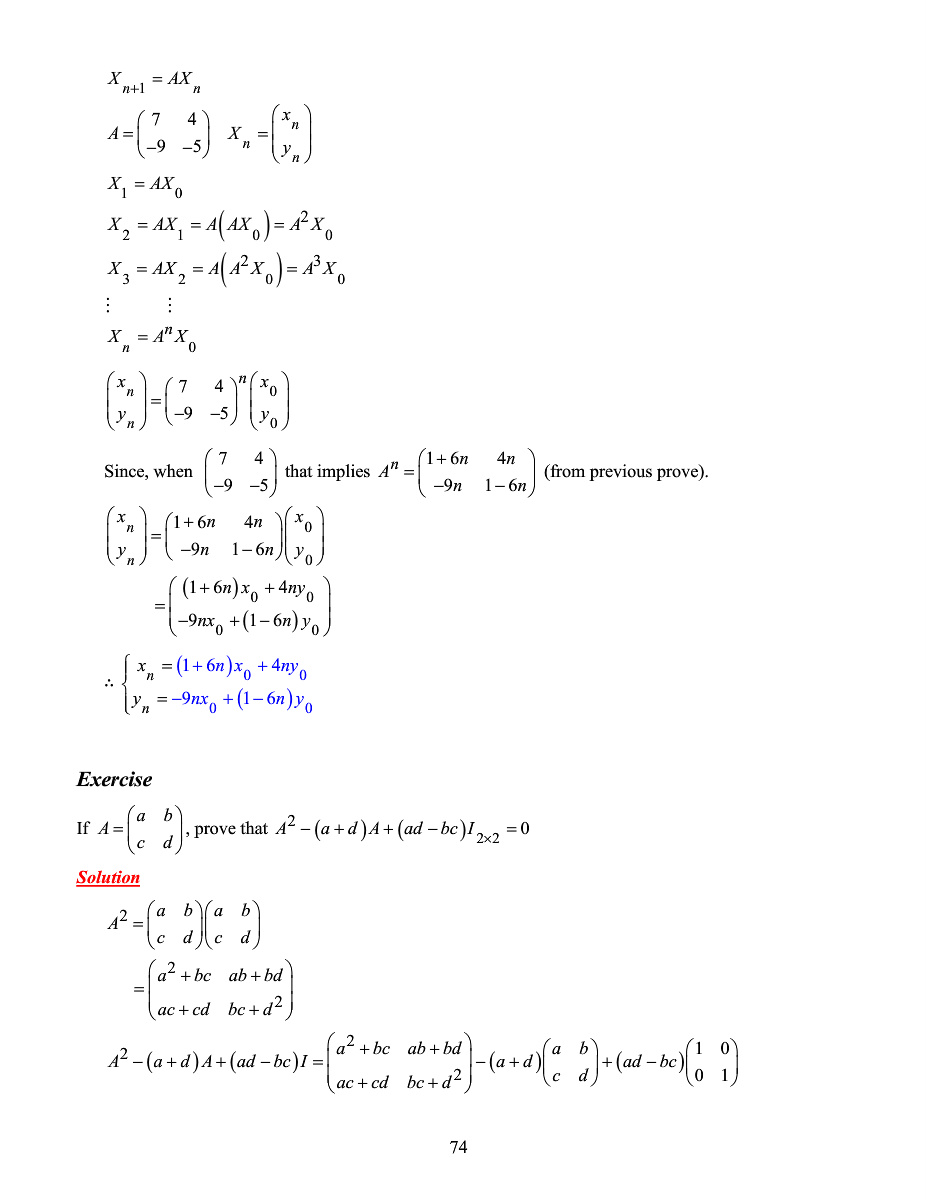 X_{n+1} = AX_n
A = \begin{pmatrix} 7 & 4 \\ -9 & -5 \end{pmatrix} X_n = \begin{pmatrix} x_n \\ y_n \end{pmatrix}
X_1 = AX_0
X_2 = AX_1 = A(AX_0) = A^2 X_0
X_3 = AX_2 = A(A^2 X_0) = A^3 X_0
⋮ ⋮
X_n = A^n X_0
\begin{pmatrix} x_n \\ y_n \end{pmatrix} = \begin{pmatrix} 7 & 4 \\ -9 & -5 \end{pmatrix}^n \begin{pmatrix} x_0 \\ y_0 \end{pmatrix}
Since, when \begin{pmatrix} 7 & 4 \\ -9 & -5 \end{pmatrix} that implies A^n = \begin{pmatrix} 1+6n & 4n \\ -9n & 1-6n \end{pmatrix} (from previous prove).
\begin{pmatrix} x_n \\ y_n \end{pmatrix} = \begin{pmatrix} 1+6n & 4n \\ -9n & 1-6n \end{pmatrix} \begin{pmatrix} x_0 \\ y_0 \end{pmatrix}
= \begin{pmatrix} (1+6n)x_0 + 4ny_0 \\ -9nx_0 + (1-6n)y_0 \end{pmatrix}
∴ \begin{cases} x_n = (1+6n)x_0 + 4ny_0 \\ y_n = -9nx_0 + (1-6n)y_0 \end{cases}
Exercise
If A = \begin{pmatrix} a & b \\ c & d \end{pmatrix}, prove that A^2 - (a+d)A + (ad-bc)I_{2×2} = 0
Solution
A^2 = \begin{pmatrix} a & b \\ c & d \end{pmatrix} \begin{pmatrix} a & b \\ c & d \end{pmatrix}
= \begin{pmatrix} a^2+bc & ab+bd \\ ac+cd & bc+d^2 \end{pmatrix}
A^2 - (a+d)A + (ad-bc)I = \begin{pmatrix} a^2+bc & ab+bd \\ ac+cd & bc+d^2 \end{pmatrix} - (a+d) \begin{pmatrix} a & b \\ c & d \end{pmatrix} + (ad-bc) \begin{pmatrix} 1 & 0 \\ 0 & 1 \end{pmatrix}
74